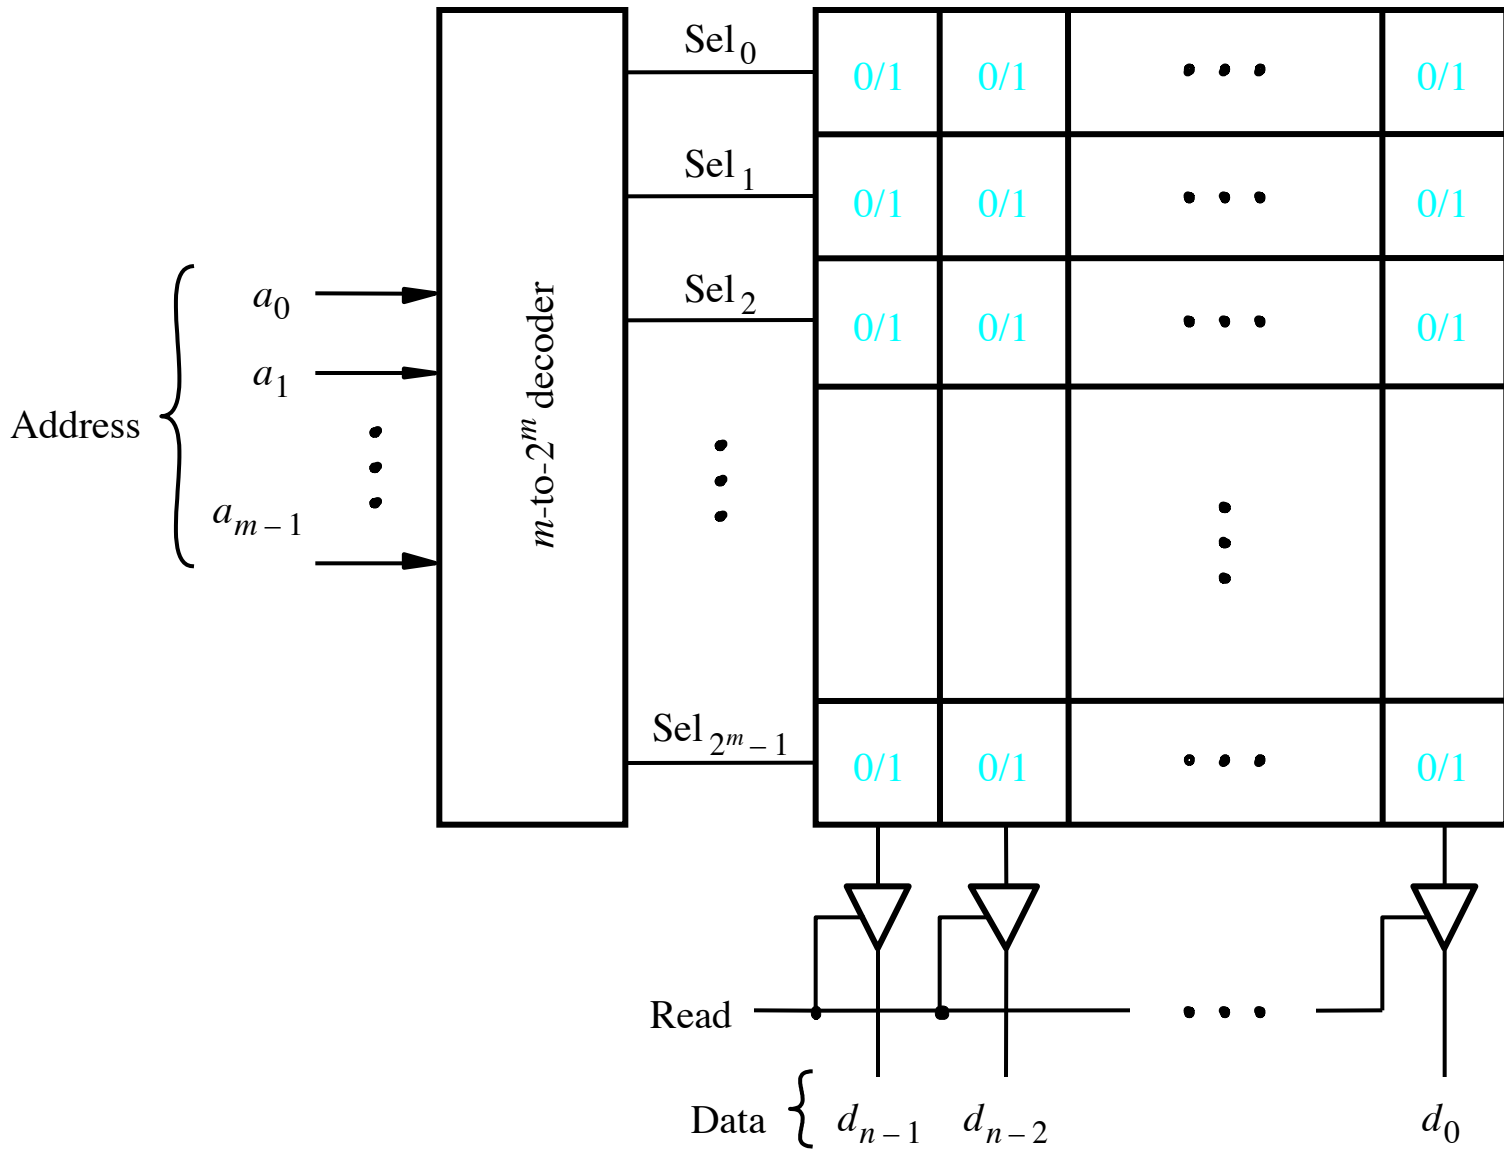 Sel₀
0/1 0/1 • • • 0/1
Sel₁
0/1 0/1 • • • 0/1
Sel₂
0/1 0/1 • • • 0/1
Address
a₀
a₁
aₘ₋₁
m-to-2ᵐ decoder
Sel 2ᵐ – 1
0/1 0/1 • • • 0/1
Read
Data
dₙ₋₁ dₙ₋₂ d₀